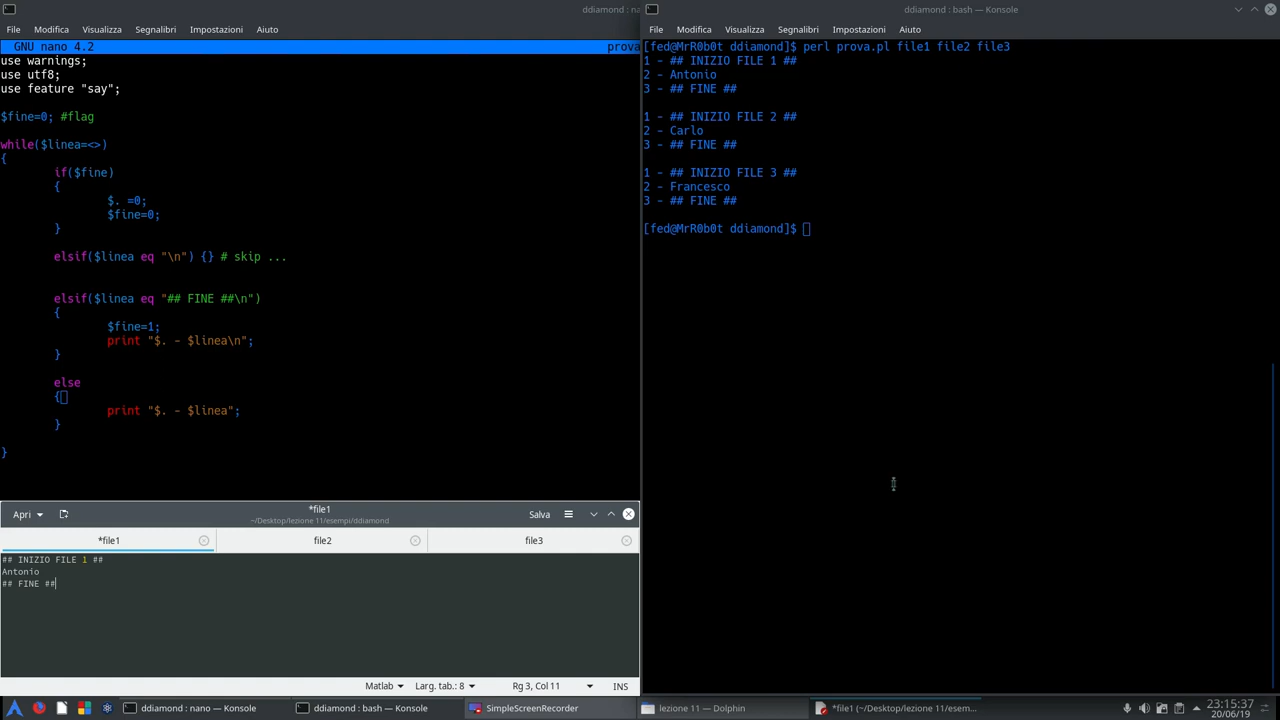 ddiamond : na
File Modifica Visualizza Segnalibri Impostazioni Aiuto
GNU nano 4.2 prova
use warnings;
use utf8;
use feature "say";
$fine=0; #flag
while($linea=<>)
{
if($fine)
{
$. =0;
$fine=0;
}
elsif($linea eq "\n") {} # skip ...
elsif($linea eq "## FINE ##\n")
{
$fine=1;
print "$. - $linea\n";
}
else
{
print "$. - $linea";
}
}
ddiamond : bash — Konsole
File Modifica Visualizza Segnalibri Impostazioni Aiuto
[fed@MrR0b0t ddiamond]$ perl prova.pl file1 file2 file3
1 - ## INIZIO FILE 1 ##
2 - Antonio
3 - ## FINE ##
1 - ## INIZIO FILE 2 ##
2 - Carlo
3 - ## FINE ##
1 - ## INIZIO FILE 3 ##
2 - Francesco
3 - ## FINE ##
[fed@MrR0b0t ddiamond]$
Apri *file1 Salva
~/Desktop/lezione 11/esempi/ddiamond
*file1 file2 file3
## INIZIO FILE 1 ##
Antonio
## FINE ##
Matlab Larg. tab.: 8 Rg 3, Col 11 INS
ddiamond : nano — Konsole ddiamond : bash — Konsole SimpleScreenRecorder lezione 11 — Dolphin *file1 (~/Desktop/lezione 11/esem... 23:15:37
20/06/19